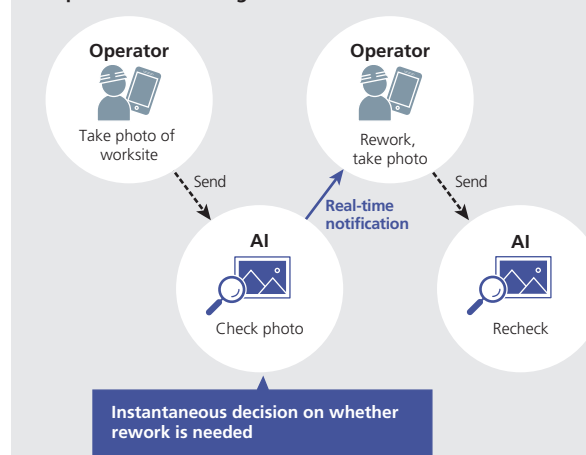 Operator
Take photo of
worksite
Send
AI
Check photo
Real-time
notification
Operator
Rework,
take photo
Send
AI
Recheck
Instantaneous decision on whether
rework is needed